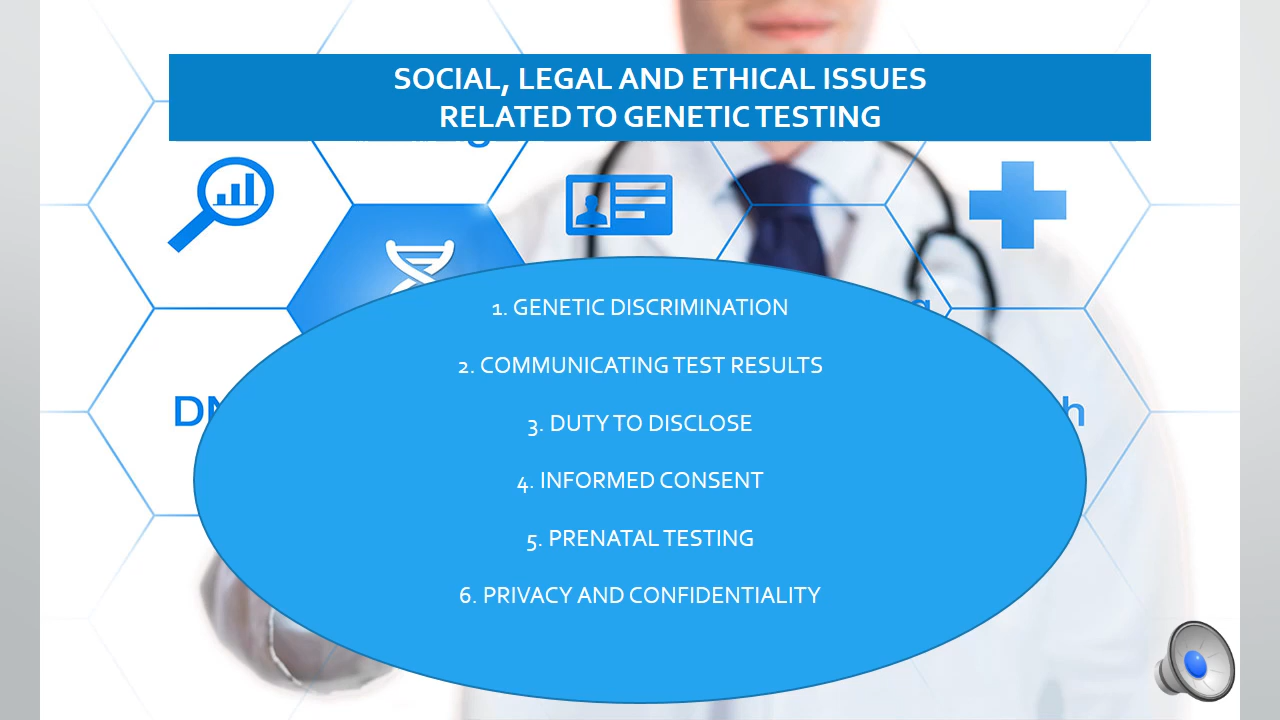 SOCIAL, LEGAL AND ETHICAL ISSUES
RELATED TO GENETIC TESTING
1. GENETIC DISCRIMINATION
2. COMMUNICATING TEST RESULTS
3. DUTY TO DISCLOSE
4. INFORMED CONSENT
5. PRENATAL TESTING
6. PRIVACY AND CONFIDENTIALITY